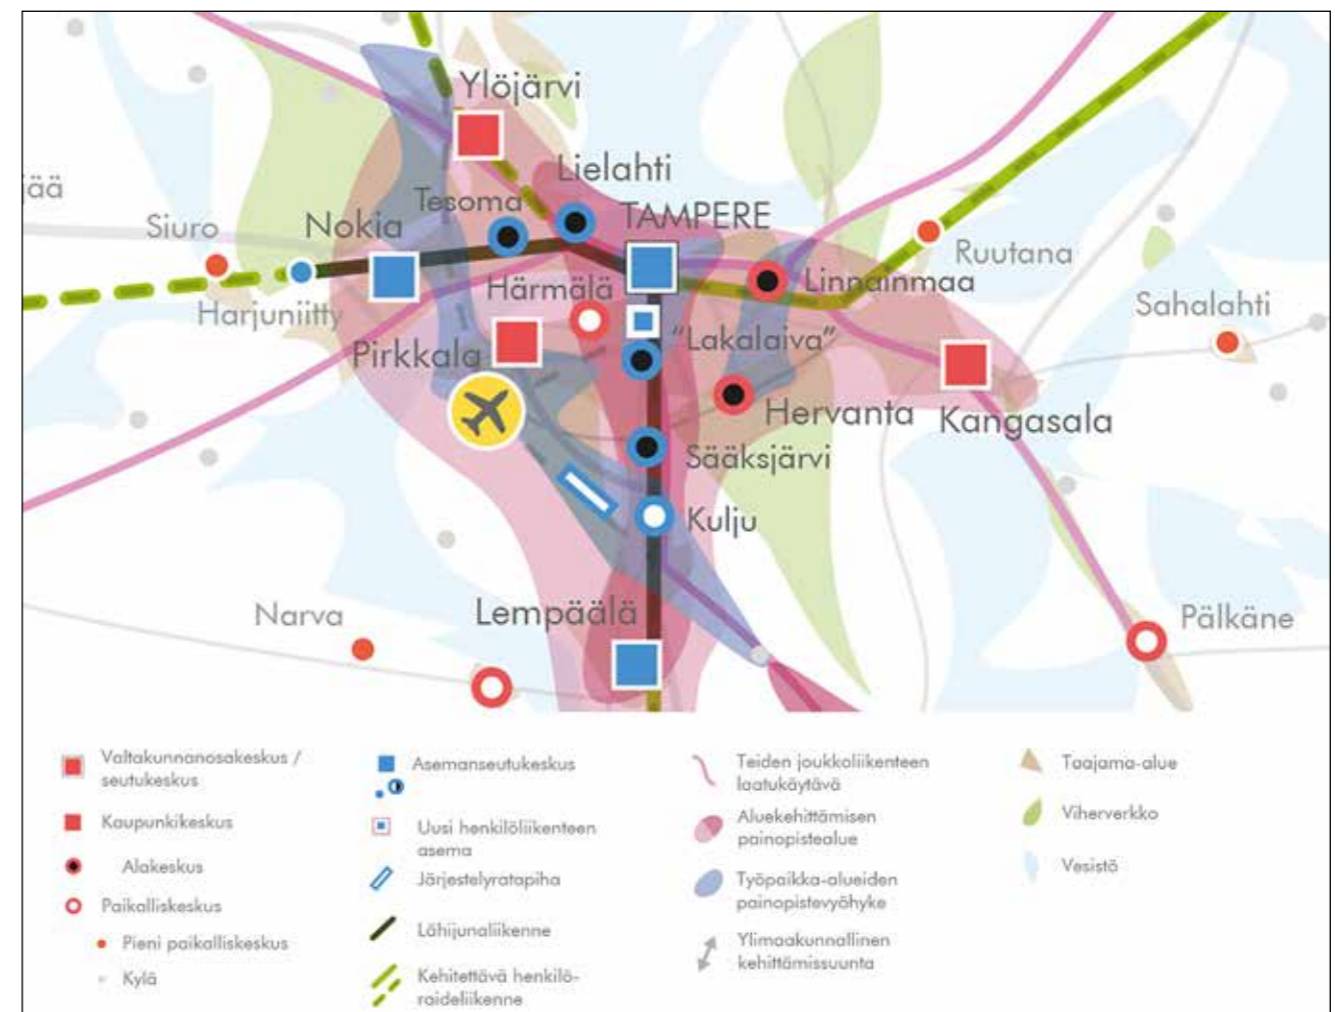 Ylöjärvi
Lielahti
jää
Tesoma
TAMPERE
Siuro
Nokia
Ruutana
Härmälä
Linnainmaa
Harjuniitty
Sahalahti
Pirkkala
"Lakalaiva"
Hervanta
Kangasala
Sääksjärvi
Kulju
Narva
Lempäälä
Pälkäne
Valtakunnanosakeskus /
seutukeskus
Kaupunkikeskus
Alakeskus
Paikalliskeskus
Pieni paikalliskeskus
Kylä
Asemanseutukeskus
Uusi henkilöliikenteen
asema
Järjestelyratapiha
Lähijunaliikenne
Kehitettävä henkilö-
raideliikenne
Teiden joukkoliikenteen
laatukäytävä
Aluekehittämisen
painopistealue
Työpaikka-alueiden
painopistevyöhyke
Ylimaakunnallinen
kehittämissuunta
Taajama-alue
Viherverkko
Vesistö